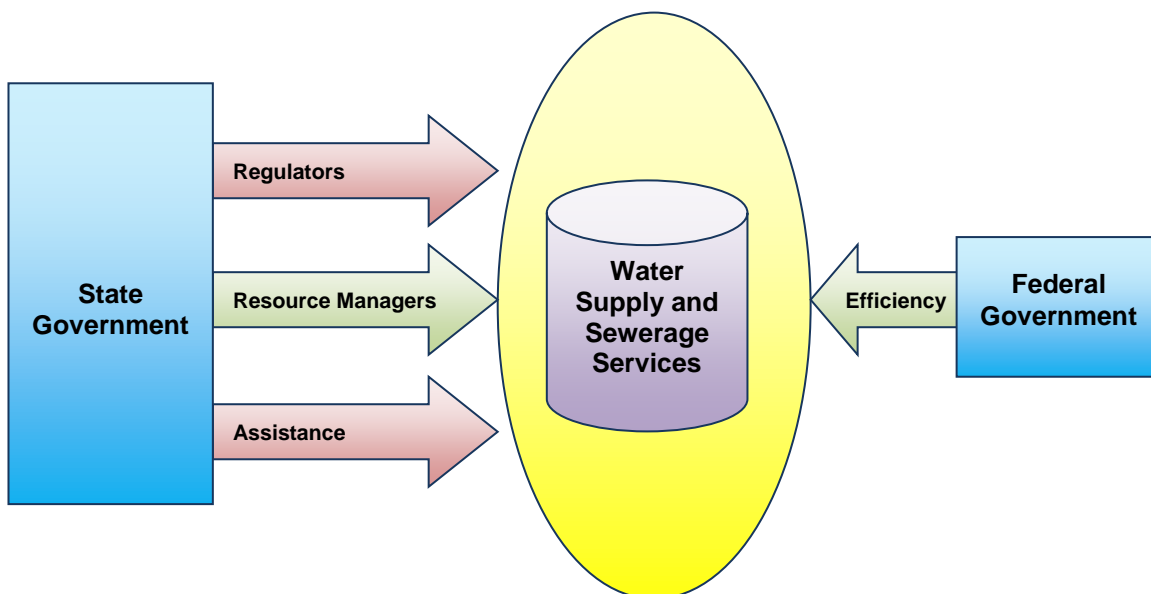 State
Government
Regulators
Resource Managers
Assistance
Water
Supply and
Sewerage
Services
Efficiency
Federal
Government